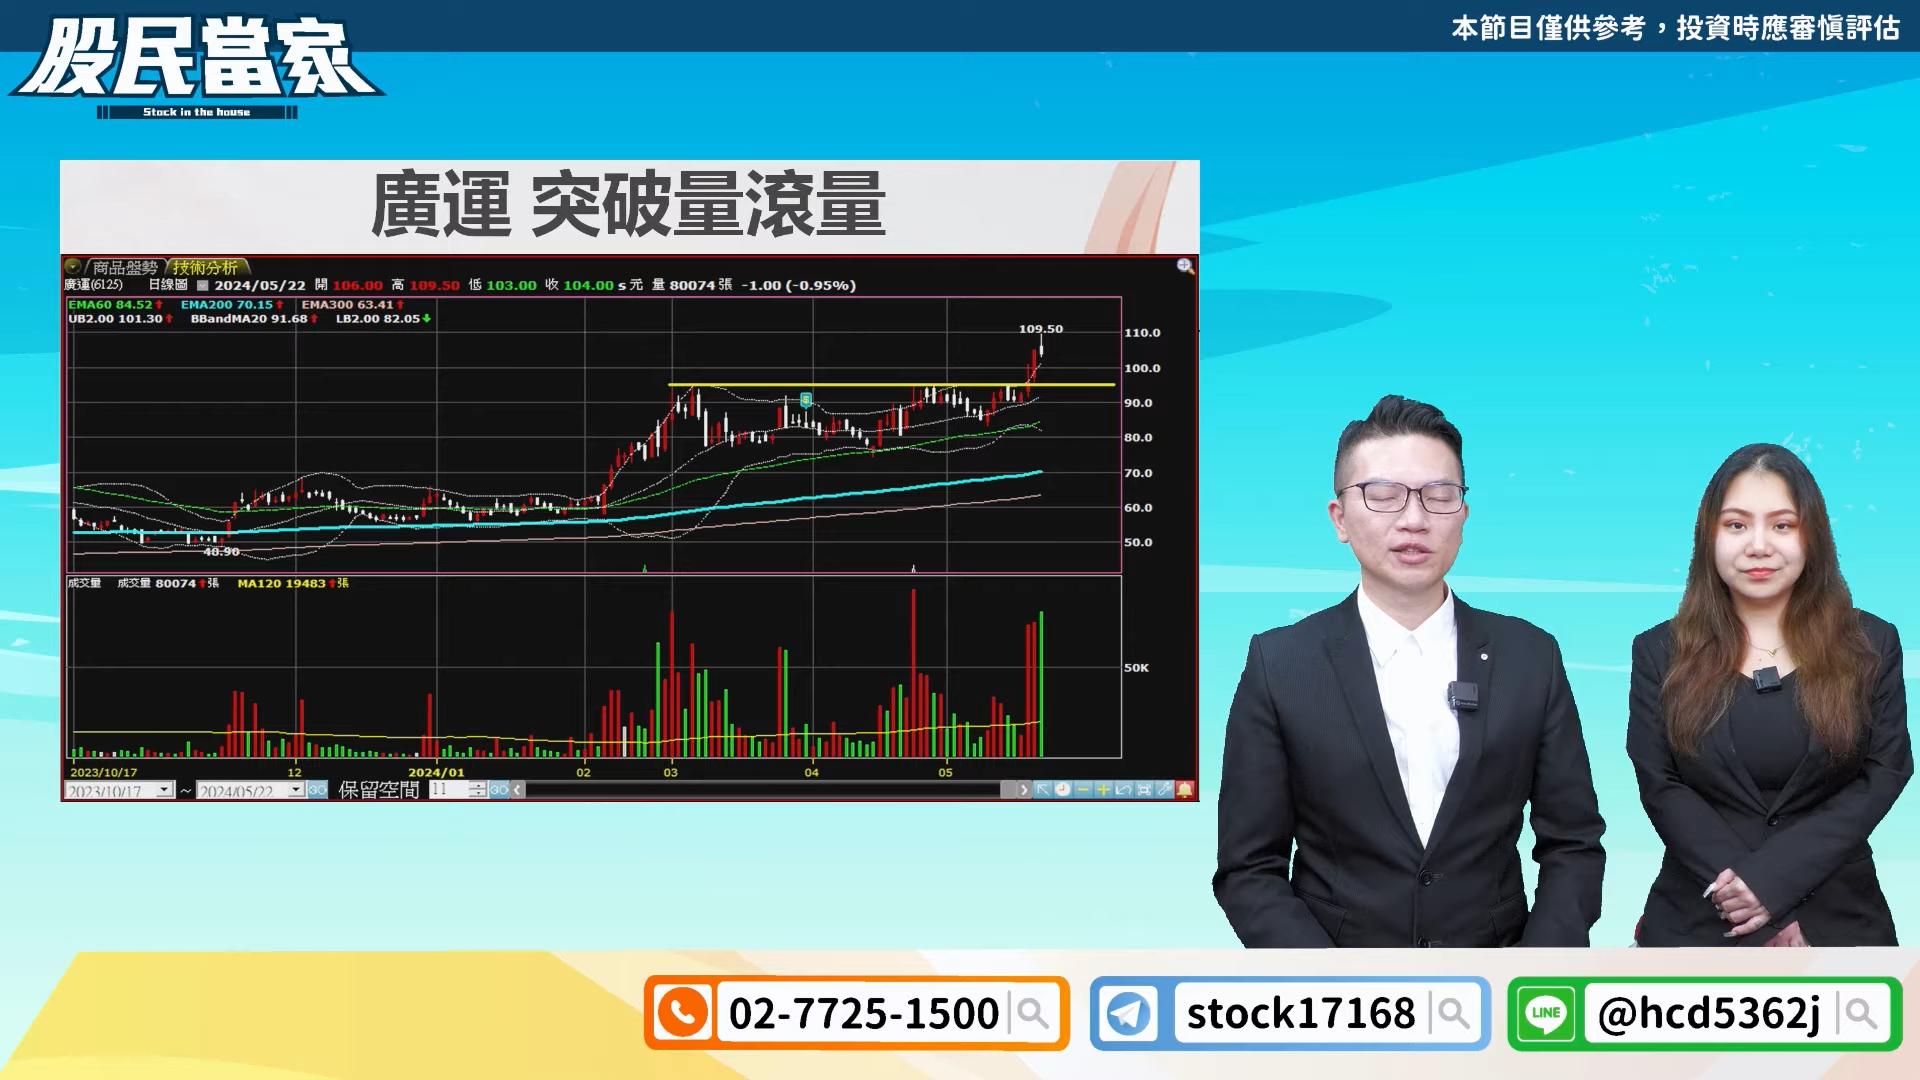 股民當家
Stock in the house
本節目僅供參考，投資時應審慎評估
廣運 突破量滾量
商品盤勢 技術分析
廣運(6125) 日線圖 2024/05/22 開 106.00 高 109.50 低 103.00 收 104.00 s 元 量 80074 張 -1.00 (-0.95%)
EMA60 84.52↑ EMA200 70.15↑ EMA300 63.41↑
UB2.00 101.30↑ BBandMA20 91.68↑ LB2.00 82.05↓
109.50
110.0
100.0
90.0
80.0
70.0
60.0
50.0
48.90
成交量 成交量 80074↑張 MA120 19483↑張
50K
2023/10/17 12 2024/01 02 03 04 05
2023/10/17 ~ 2024/05/22 GO 保留空間 11 GO
02-7725-1500
stock17168
LINE @hcd5362j